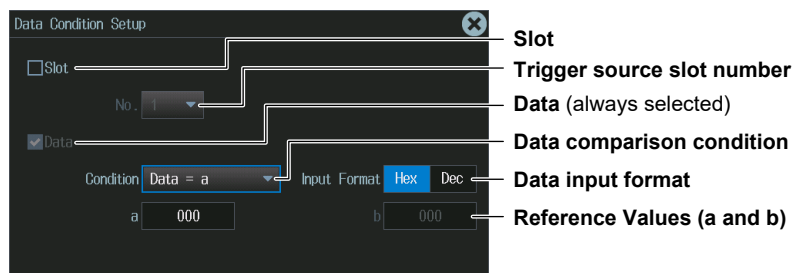 Data Condition Setup
Slot
Slot
No. 1
Trigger source slot number
Data
Data (always selected)
Data comparison condition
Condition Data = a Input Format Hex Dec
Data input format
a 000 b 000
Reference Values (a and b)